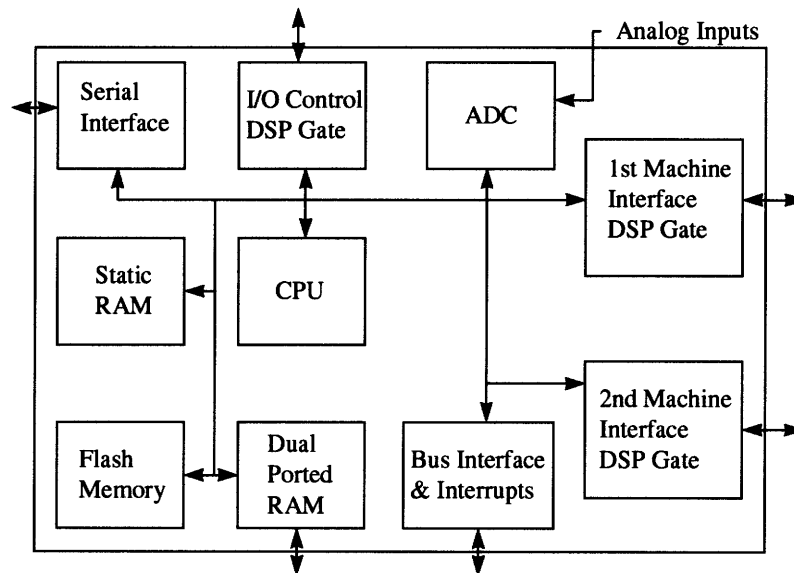 Analog Inputs
Serial
Interface
I/O Control
DSP Gate
ADC
1st Machine
Interface
DSP Gate
Static
RAM
CPU
2nd Machine
Interface
DSP Gate
Flash
Memory
Dual
Ported
RAM
Bus Interface
& Interrupts